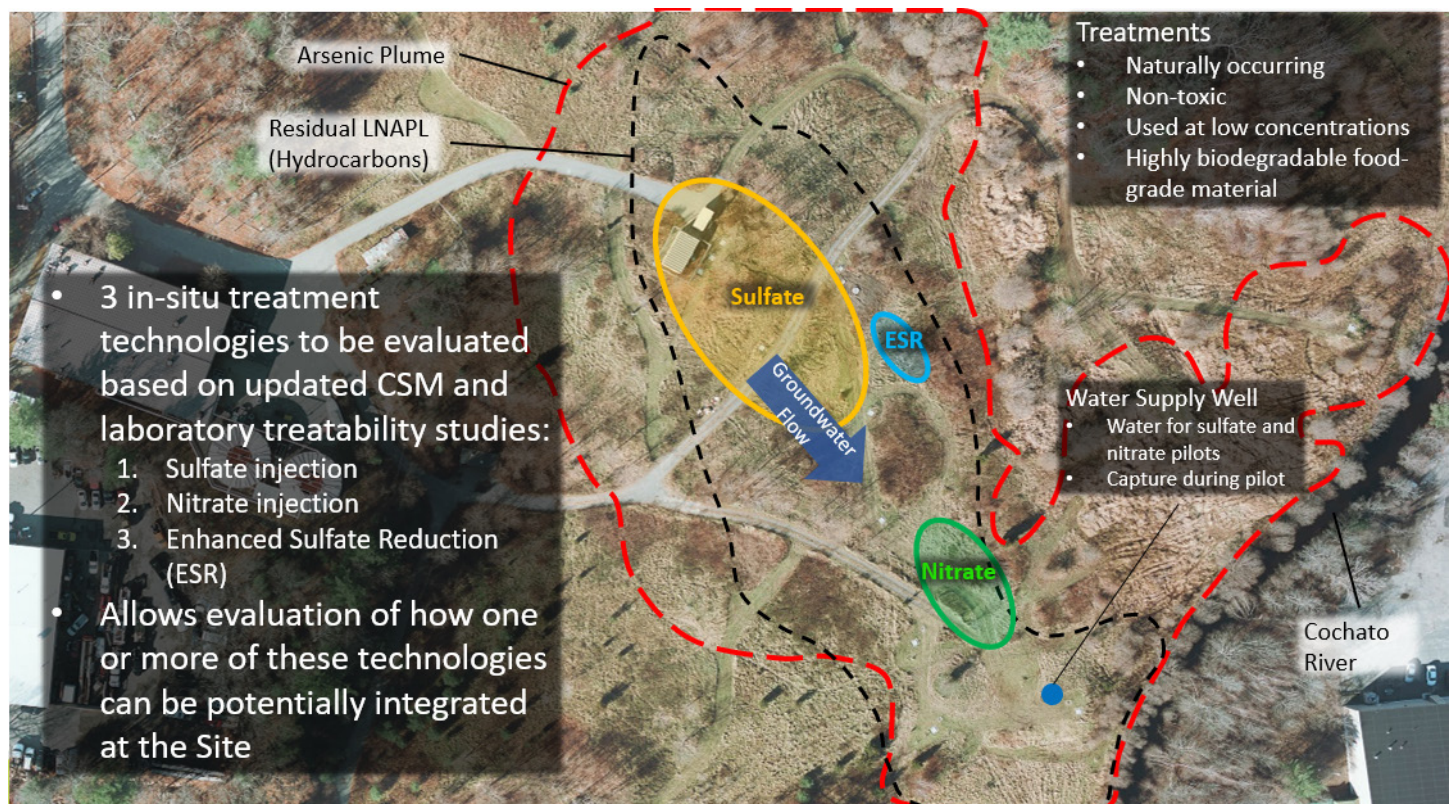 Arsenic Plume
Residual LNAPL
(Hydrocarbons)
Treatments
• Naturally occurring
• Non-toxic
• Used at low concentrations
• Highly biodegradable food-
grade material
• 3 in-situ treatment
technologies to be evaluated
based on updated CSM and
laboratory treatability studies:
1. Sulfate injection
2. Nitrate injection
3. Enhanced Sulfate Reduction
(ESR)
• Allows evaluation of how one
or more of these technologies
can be potentially integrated
at the Site
Sulfate
ESR
Groundwater
Flow
Nitrate
Water Supply Well
• Water for sulfate and
nitrate pilots
• Capture during pilot
Cochato
River